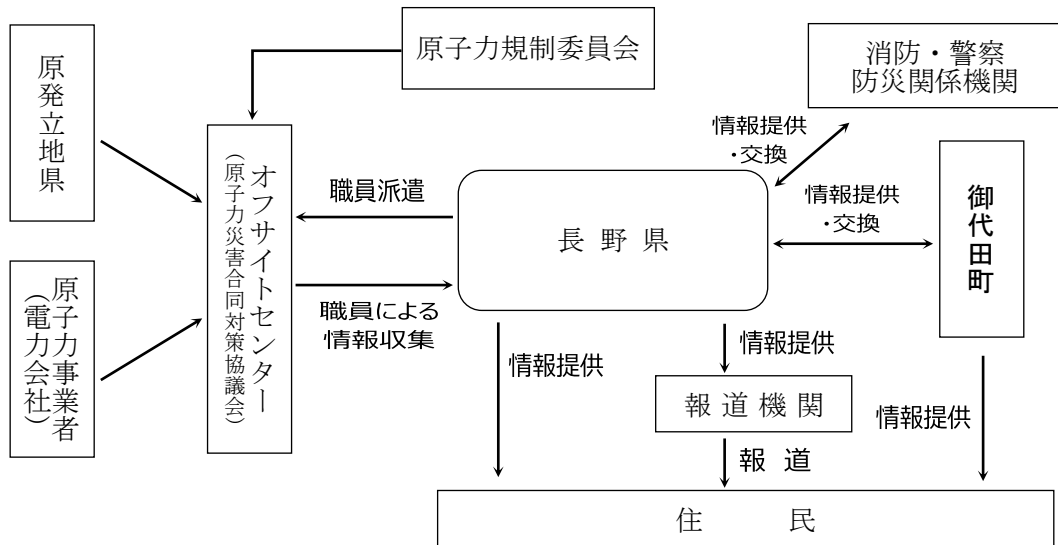 原子力規制委員会
消防・警察
防災関係機関
原発立地県
オフサイトセンター
(原子力災害合同対策協議会)
情報提供
・交換
職員派遣
長野県
情報提供
・交換
御代田町
原子力事業者
(電力会社)
職員による
情報収集
情報提供
情報提供
報道機関
情報提供
報道
住民